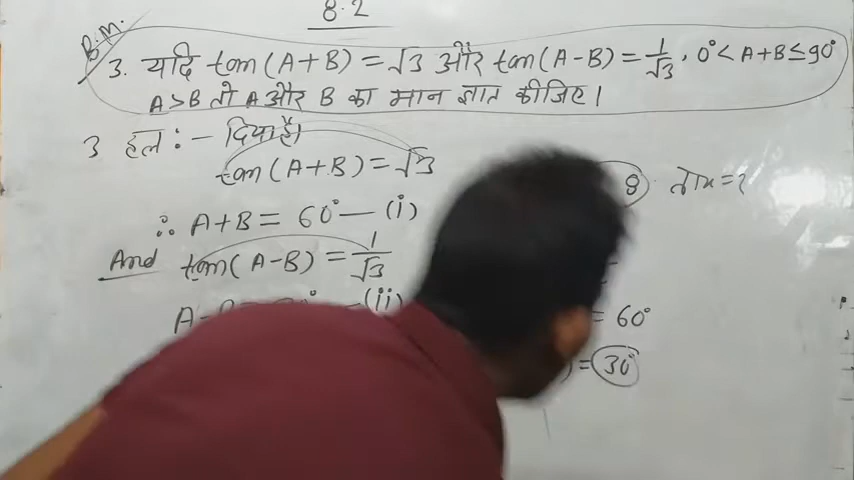 8.2
B.M.
3. यदि tan(A+B) = √3 और tan(A-B) = 1/√3, 0°<A+B≤90°
A>B तो A और B का मान ज्ञात कीजिए।
3 हल :- दिया है।
tan(A+B) = √3
∴ A+B = 60° — (i)
And tan(A-B) = 1/√3
(ii)
= 60°
) = 30°